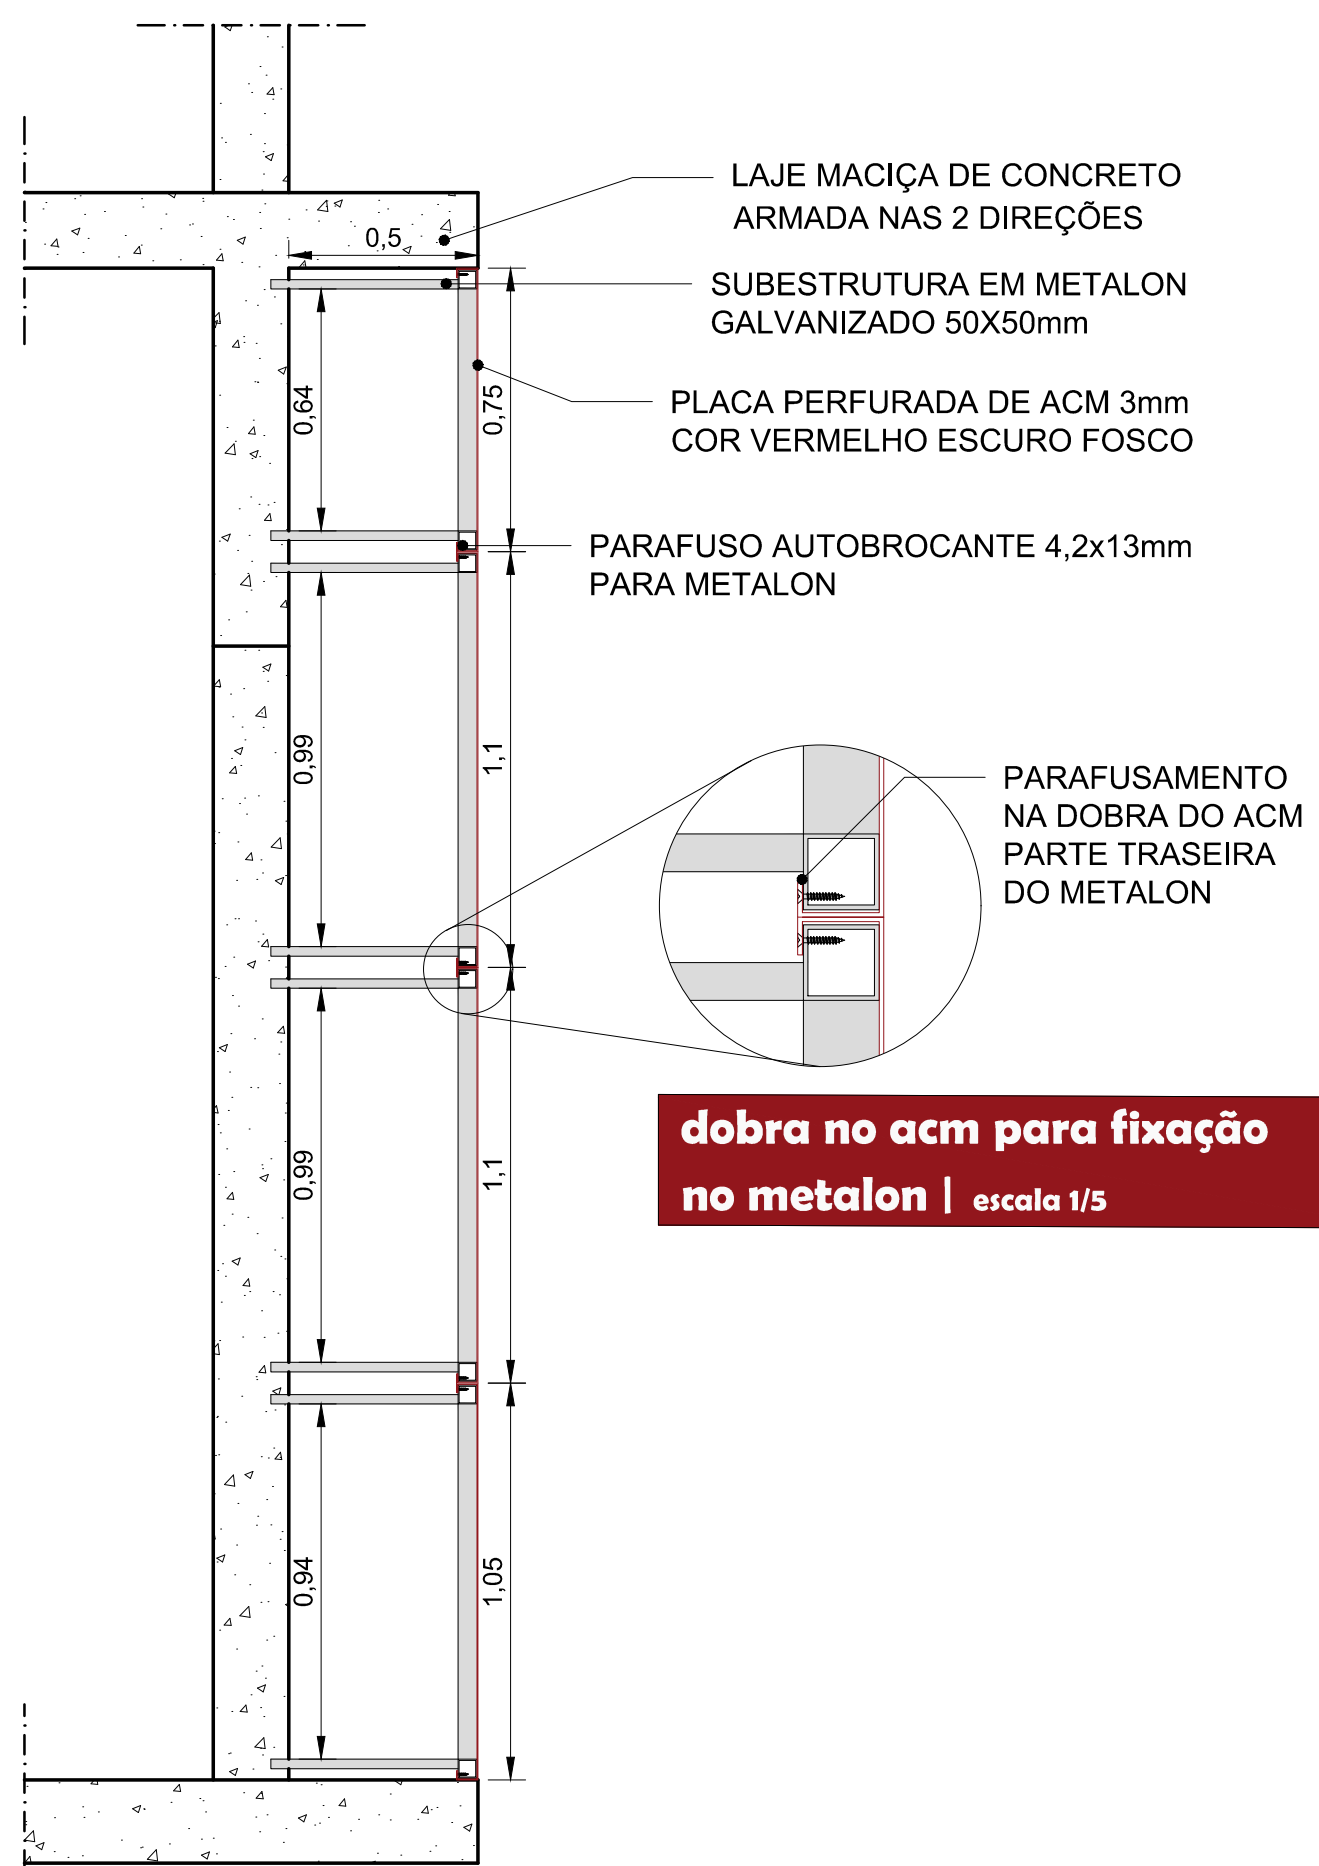 LAJE MACIÇA DE CONCRETO
ARMADA NAS 2 DIREÇÕES
0,5
SUBESTRUTURA EM METALON
GALVANIZADO 50X50mm
0,64
0,75
PLACA PERFURADA DE ACM 3mm
COR VERMELHO ESCURO FOSCO
PARAFUSO AUTOBROCANTE 4,2x13mm
PARA METALON
0,99
1,1
PARAFUSAMENTO
NA DOBRA DO ACM
PARTE TRASEIRA
DO METALON
dobra no acm para fixação
no metalon | escala 1/5
0,99
1,1
0,94
1,05